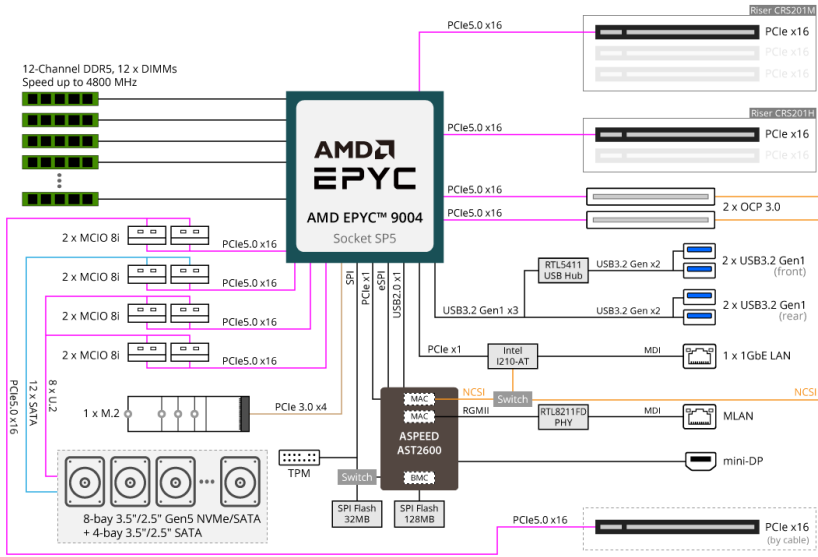 Riser CRS201M
PCIe5.0 x16
PCIe x16
PCIe x16
PCIe x16
12-Channel DDR5, 12 x DIMMs
Speed up to 4800 MHz
Riser CRS201H
PCIe5.0 x16
PCIe x16
PCIe x16
AMD
EPYC
AMD EPYC™ 9004
Socket SP5
PCIe5.0 x16
PCIe5.0 x16
2 x OCP 3.0
2 x MCIO 8i
PCIe5.0 x16
2 x MCIO 8i
PCIe5.0 x16
2 x MCIO 8i
PCIe5.0 x16
2 x MCIO 8i
PCIe5.0 x16
SPI
PCIe x1
eSPI
USB2.0 x1
RTL5411
USB Hub
USB3.2 Gen x2
2 x USB3.2 Gen1
(front)
USB3.2 Gen1 x3
USB3.2 Gen x2
2 x USB3.2 Gen1
(rear)
PCIe x1
Intel
I210-AT
MDI
1 x 1GbE LAN
PCIe5.0 x16
12 x SATA
8 x U.2
1 x M.2
PCIe 3.0 x4
MAC
NCSI
Switch
NCSI
MAC
RGMII
RTL8211FD
PHY
MDI
MLAN
ASPEED
AST2600
mini-DP
TPM
Switch
BMC
SPI Flash
32MB
SPI Flash
128MB
8-bay 3.5"/2.5" Gen5 NVMe/SATA
+ 4-bay 3.5"/2.5" SATA
PCIe5.0 x16
PCIe x16
(by cable)